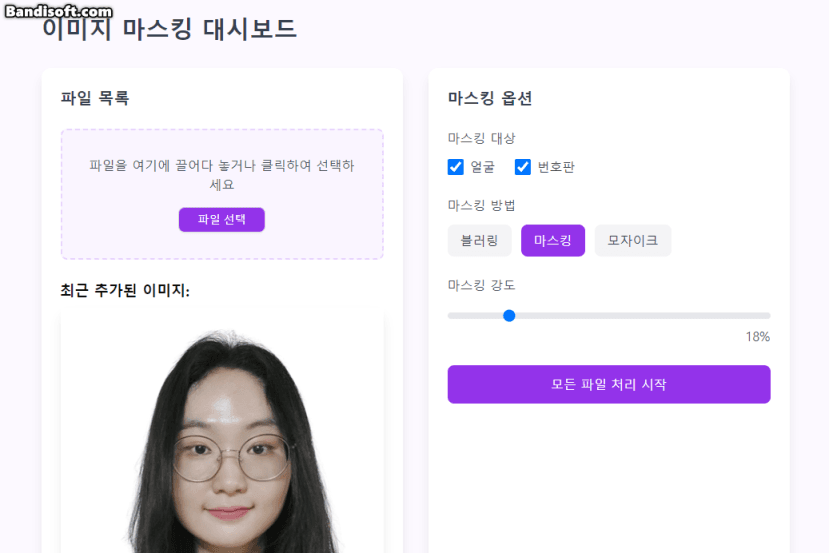 Bandisoft.com
이미지 마스킹 대시보드
파일 목록
파일을 여기에 끌어다 놓거나 클릭하여 선택하
세요
파일 선택
최근 추가된 이미지:
마스킹 옵션
마스킹 대상
얼굴 번호판
마스킹 방법
블러링 마스킹 모자이크
마스킹 강도
18%
모든 파일 처리 시작